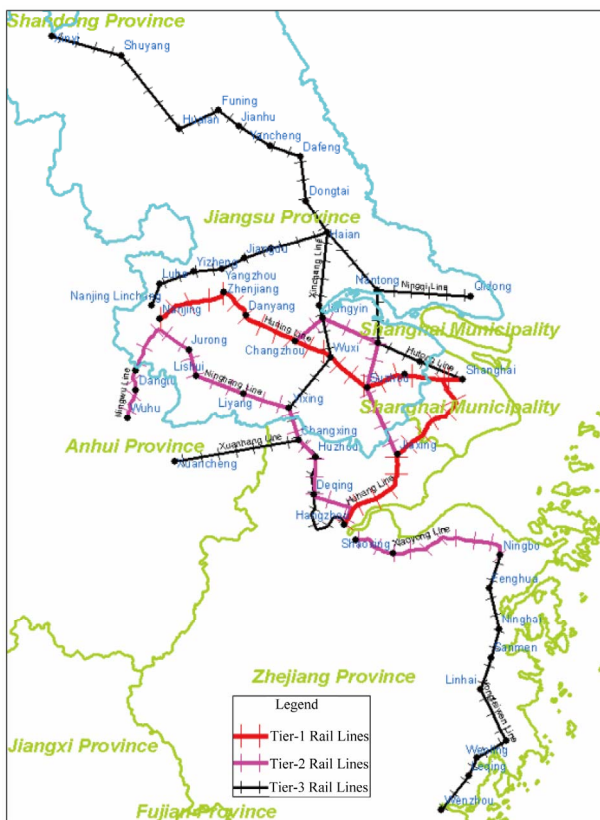 Shandong Province
Shuyang
Funing
Jianhu
Yancheng
Dafeng
Dongtai
Jiangsu Province
Haian
Jiangdu
Yizheng
Yangzhou
Luhe
Zhenjiang
Nantong
Ningqi Line
Qidong
Xinchang Line
Nanjing Lincheng
Nanjing
Danyang
Jiangyin
(Huning Line)
Shanghai Municipality
Changzhou
Wuxi
Hutong Line
Jurong
Lishui
Suzhou
Shanghai
Ningwu Line
Dangtu
Ninghang Line
Liyang
Yixing
Shanghai Municipality
Wuhu
Changxing
Anhui Province
Xuanhang Line
Huzhou
Jiaxing
Xuancheng
Deqing
Huhang Line
Hangzhou
Shaoxing
Xiaoyong Line
Ningbo
Fenghua
Ninghai
Sanmen
Zhejiang Province
Linhai
Yongtaiwen Line
Legend
Tier-1 Rail Lines
Jiangxi Province
Wenling
Tier-2 Rail Lines
Tier-3 Rail Lines
Wenzhou
Fujian Province